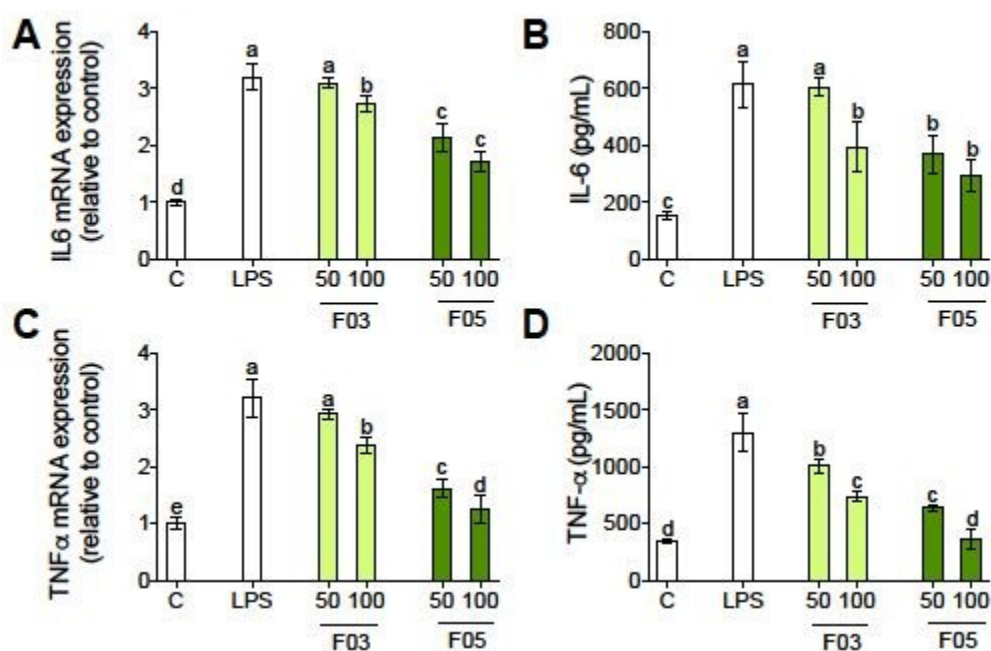 A
IL6 mRNA expression
(relative to control)
4
3
2
1
0
d
a
a
b
c
c
C LPS 50 100 50 100
F03 F05
B
IL-6 (pg/mL)
800
600
400
200
0
c
a
a
b
b
b
C LPS 50 100 50 100
F03 F05
C
TNFα mRNA expression
(relative to control)
4
3
2
1
0
e
a
a
b
c
d
C LPS 50 100 50 100
F03 F05
D
TNF-α (pg/mL)
2000
1500
1000
500
0
d
a
b
c
c
d
C LPS 50 100 50 100
F03 F05